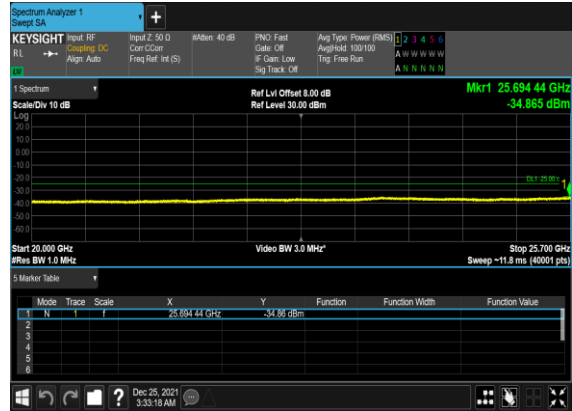 Spectrum Analyzer 1
Swept SA
+
KEYSIGHT Input: RF Input Z: 50 Ω #Atten: 40 dB PNO: Fast Avg Type: Power (RMS) 1 2 3 4 5 6
RL Coupling: DC Corr CCorr Gate: Off Avg|Hold: 100/100 A W W W W W
Align: Auto Freq Ref: Int (S) IF Gain: Low Trig: Free Run
Sig Track: Off A N N N N N
1 Spectrum
Ref Lvl Offset 8.00 dB Mkr1 25.694 44 GHz
Scale/Div 10 dB Ref Level 30.00 dBm -34.865 dBm
Log
20.0
10.0
0.00
-10.0
-20.0
-30.0
-40.0
-50.0
-60.0
1
Start 20.000 GHz Video BW 3.0 MHz* Stop 25.700 GHz
#Res BW 1.0 MHz Sweep ~11.8 ms (40001 pts)
5 Marker Table
Mode Trace Scale X Y Function Function Width Function Value
1 N 1 f 25.694 44 GHz -34.86 dBm
2
3
4
5
6
? Dec 25, 2021
3:33:18 AM